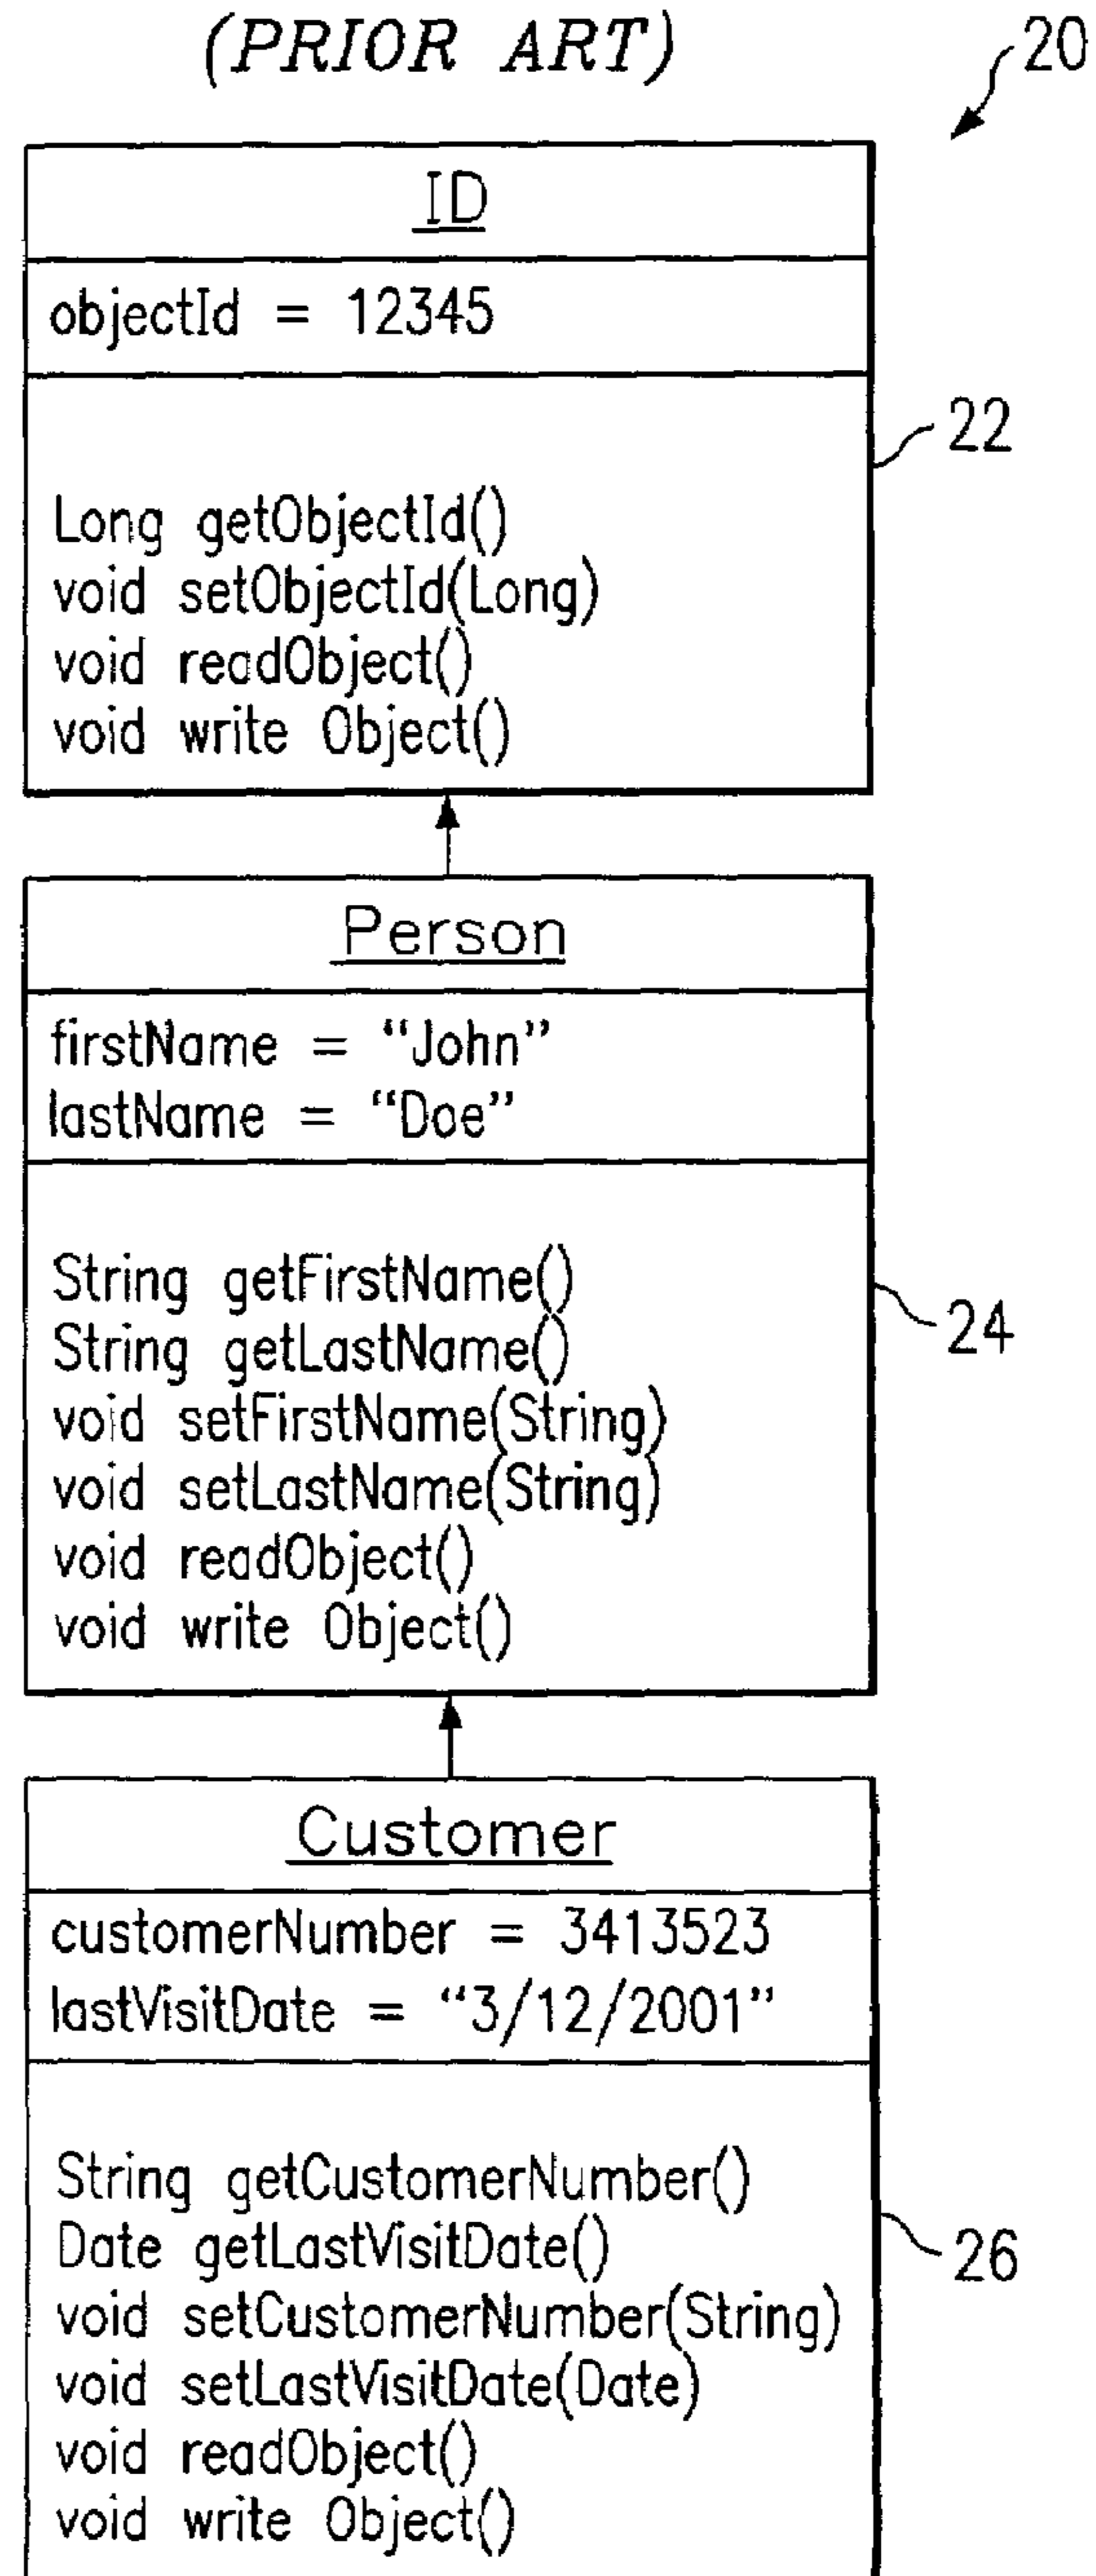 (PRIOR ART)
20
ID
objectId = 12345
22
Long getObjectId()
void setObjectId(Long)
void readObject()
void write Object()
Person
firstName = “John”
lastName = “Doe”
String getFirstName()
24
String getLastName()
void setFirstName(String)
void setLastName(String)
void readObject()
void write Object()
Customer
customerNumber = 3413523
lastVisitDate = “3/12/2001”
String getCustomerNumber()
Date getLastVisitDate()
26
void setCustomerNumber(String)
void setLastVisitDate(Date)
void readObject()
void write Object()